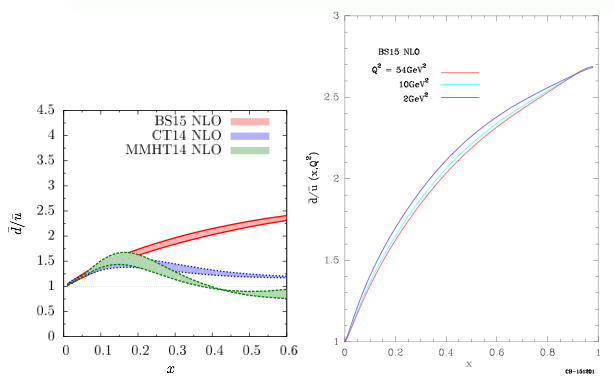 BS15 NLO
CT14 NLO
MMHT14 NLO
4.5
4
3.5
3
2.5
2
1.5
1
0.5
0
d̄/ū
0
0.1
0.2
0.3
0.4
0.5
0.6
x
BS15 NLO
Q² = 54GeV²
10GeV²
2GeV²
3
2.5
2
1.5
1
d̄/ū (x,Q²)
0
0.2
0.4
0.6
0.8
1
x
CB-151201